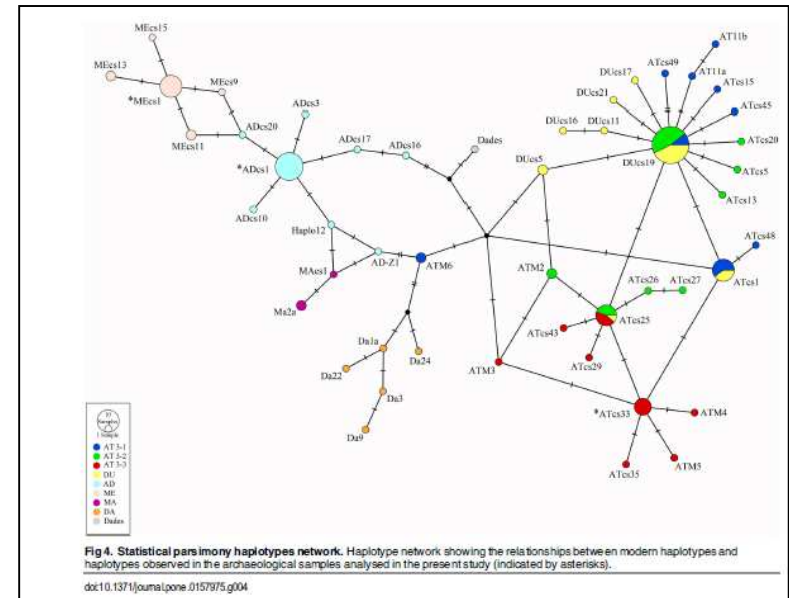 MEcs15
AT11b
MEcs13
ATcs49
DUcs17
AT11a
MEcs9
ATcs15
*MEcs1
DUcs21
ADcs3
ATcs45
ADcs20
DUcs16
DUcs11
MEcs11
ADcs17
ADcs16
Dades
ATcs20
DUcs19
*ADcs1
DUcs5
ATcs5
ATcs13
ADcs10
Haplo12
ATcs48
AD-Z1
ATM6
MAcs1
ATM2
ATcs1
ATcs26
ATcs27
Ma2a
ATcs25
ATcs43
Da1a
Da24
ATcs29
Da22
ATM3
Da3
*ATcs33
ATM4
10
Samples
1 Sample
Da9
AT 3-1
AT 3-2
AT 3-3
DU
AD
ME
MA
DA
Dades
ATcs35
ATM5
Fig 4. Statistical parsimony haplotypes network. Haplotype network showing the relationships between modern haplotypes and
haplotypes observed in the archaeological samples analysed in the present study (indicated by asterisks).
doi:10.1371/journal.pone.0157975.g004